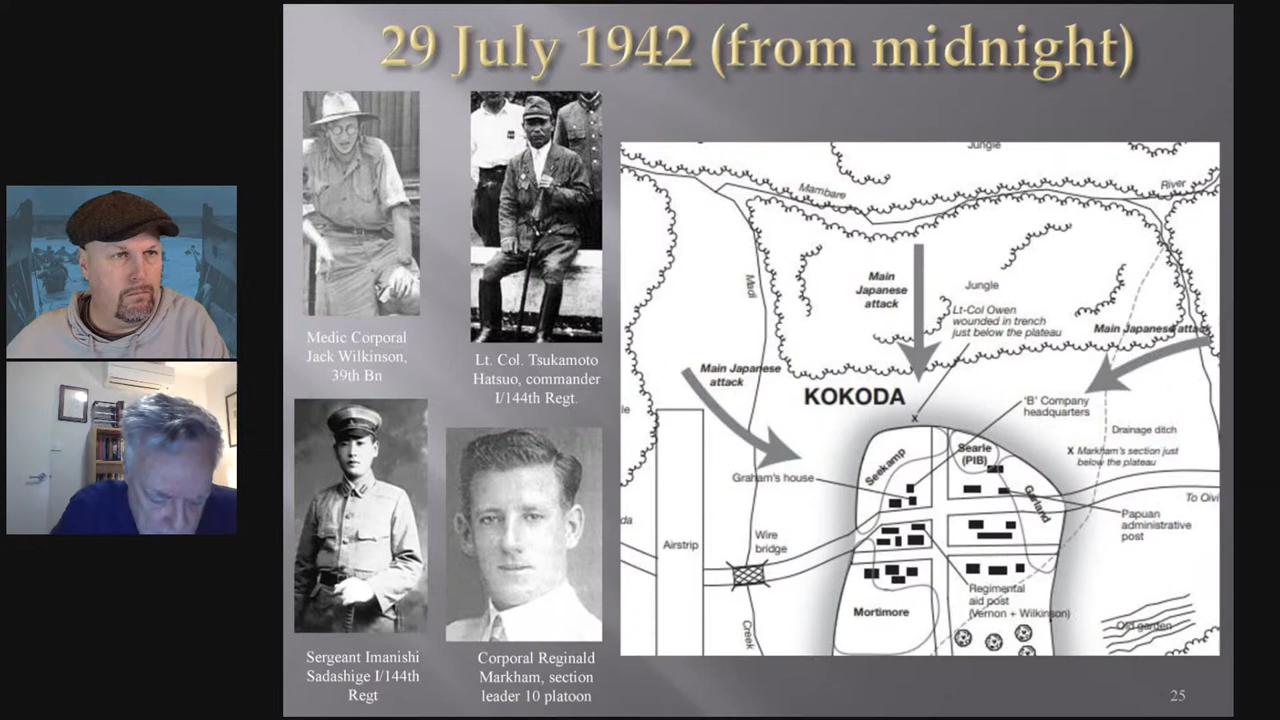 29 July 1942 (from midnight)
Medic Corporal
Jack Wilkinson,
39th Bn
Lt. Col. Tsukamoto
Hatsuo, commander
I/144th Regt.
Sergeant Imanishi
Sadashige I/144th
Regt
Corporal Reginald
Markham, section
leader 10 platoon
Jungle
Mambare
River
Madi
Main
Japanese
attack
Jungle
Lt-Col Owen
wounded in trench
just below the plateau
Main Japanese attack
Main Japanese
attack
KOKODA
'B' Company
headquarters
x
Drainage ditch
X Markham's section just
below the plateau
Seekamp
Searle
(PIB)
Graham's house
Garland
To Oivi
Papuan
administrative
post
Airstrip
Wire
bridge
Regimental
aid post
(Vernon + Wilkinson)
Mortimore
Creek
Old garden
25